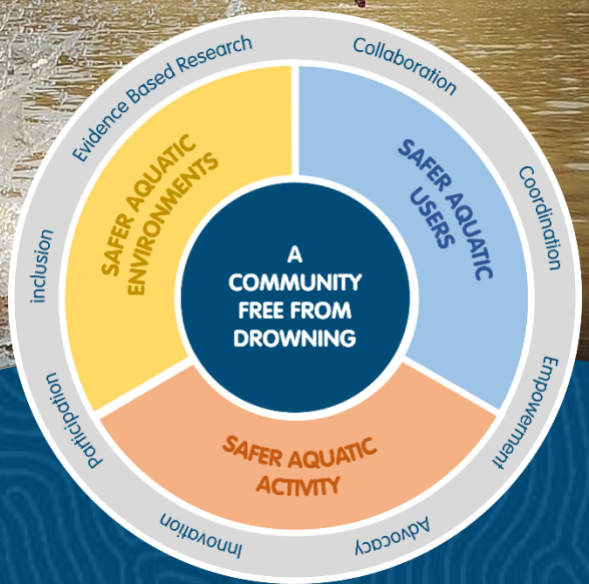 Evidence Based Research
Collaboration
Coordination
Empowerment
Advocacy
Innovation
Participation
inclusion
SAFER AQUATIC
ENVIRONMENTS
SAFER AQUATIC
USERS
SAFER AQUATIC
ACTIVITY
A
COMMUNITY
FREE FROM
DROWNING